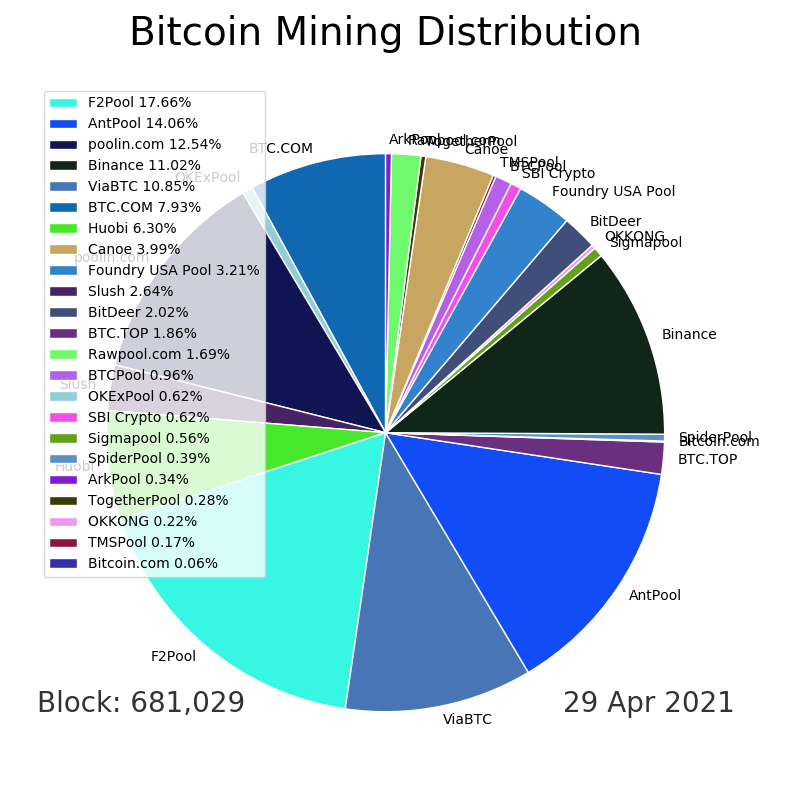 Bitcoin Mining Distribution
F2Pool 17.66%
AntPool 14.06%
poolin.com 12.54%
Binance 11.02%
ViaBTC 10.85%
BTC.COM 7.93%
Huobi 6.30%
Canoe 3.99%
Foundry USA Pool 3.21%
Slush 2.64%
BitDeer 2.02%
BTC.TOP 1.86%
Rawpool.com 1.69%
BTCPool 0.96%
OKExPool 0.62%
SBI Crypto 0.62%
Sigmapool 0.56%
SpiderPool 0.39%
ArkPool 0.34%
TogetherPool 0.28%
OKKONG 0.22%
TMSPool 0.17%
Bitcoin.com 0.06%
ArkPool
Rawpool.com
TogetherPool
Canoe
TMSPool
BTCPool
SBI Crypto
Foundry USA Pool
BitDeer
OKKONG
Sigmapool
Binance
SpiderPool
Bitcoin.com
BTC.TOP
AntPool
ViaBTC
F2Pool
Huobi
Slush
poolin.com
OKExPool
BTC.COM
Block: 681,029
29 Apr 2021